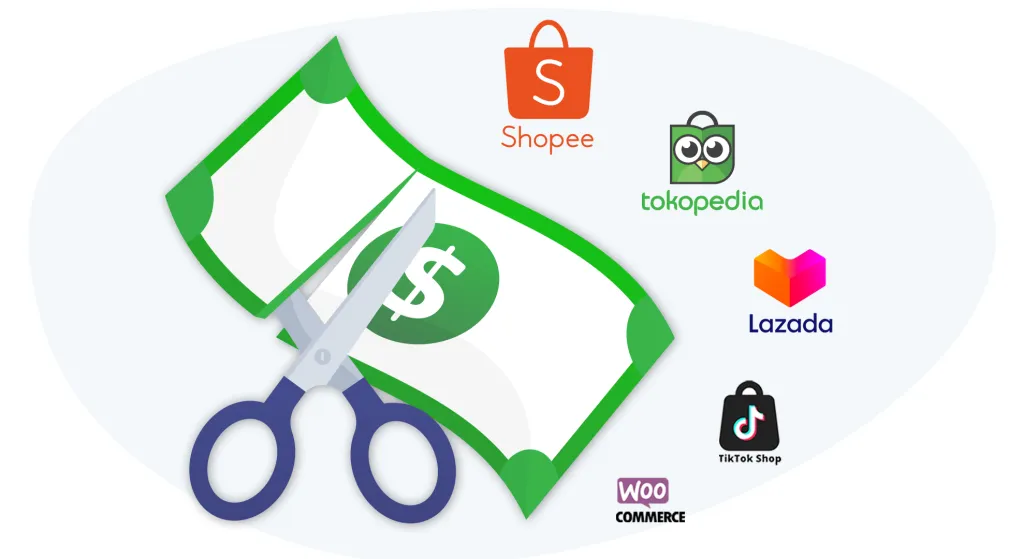 S
Shopee
tokopedia
$
Lazada
TikTok Shop
Woo
COMMERCE